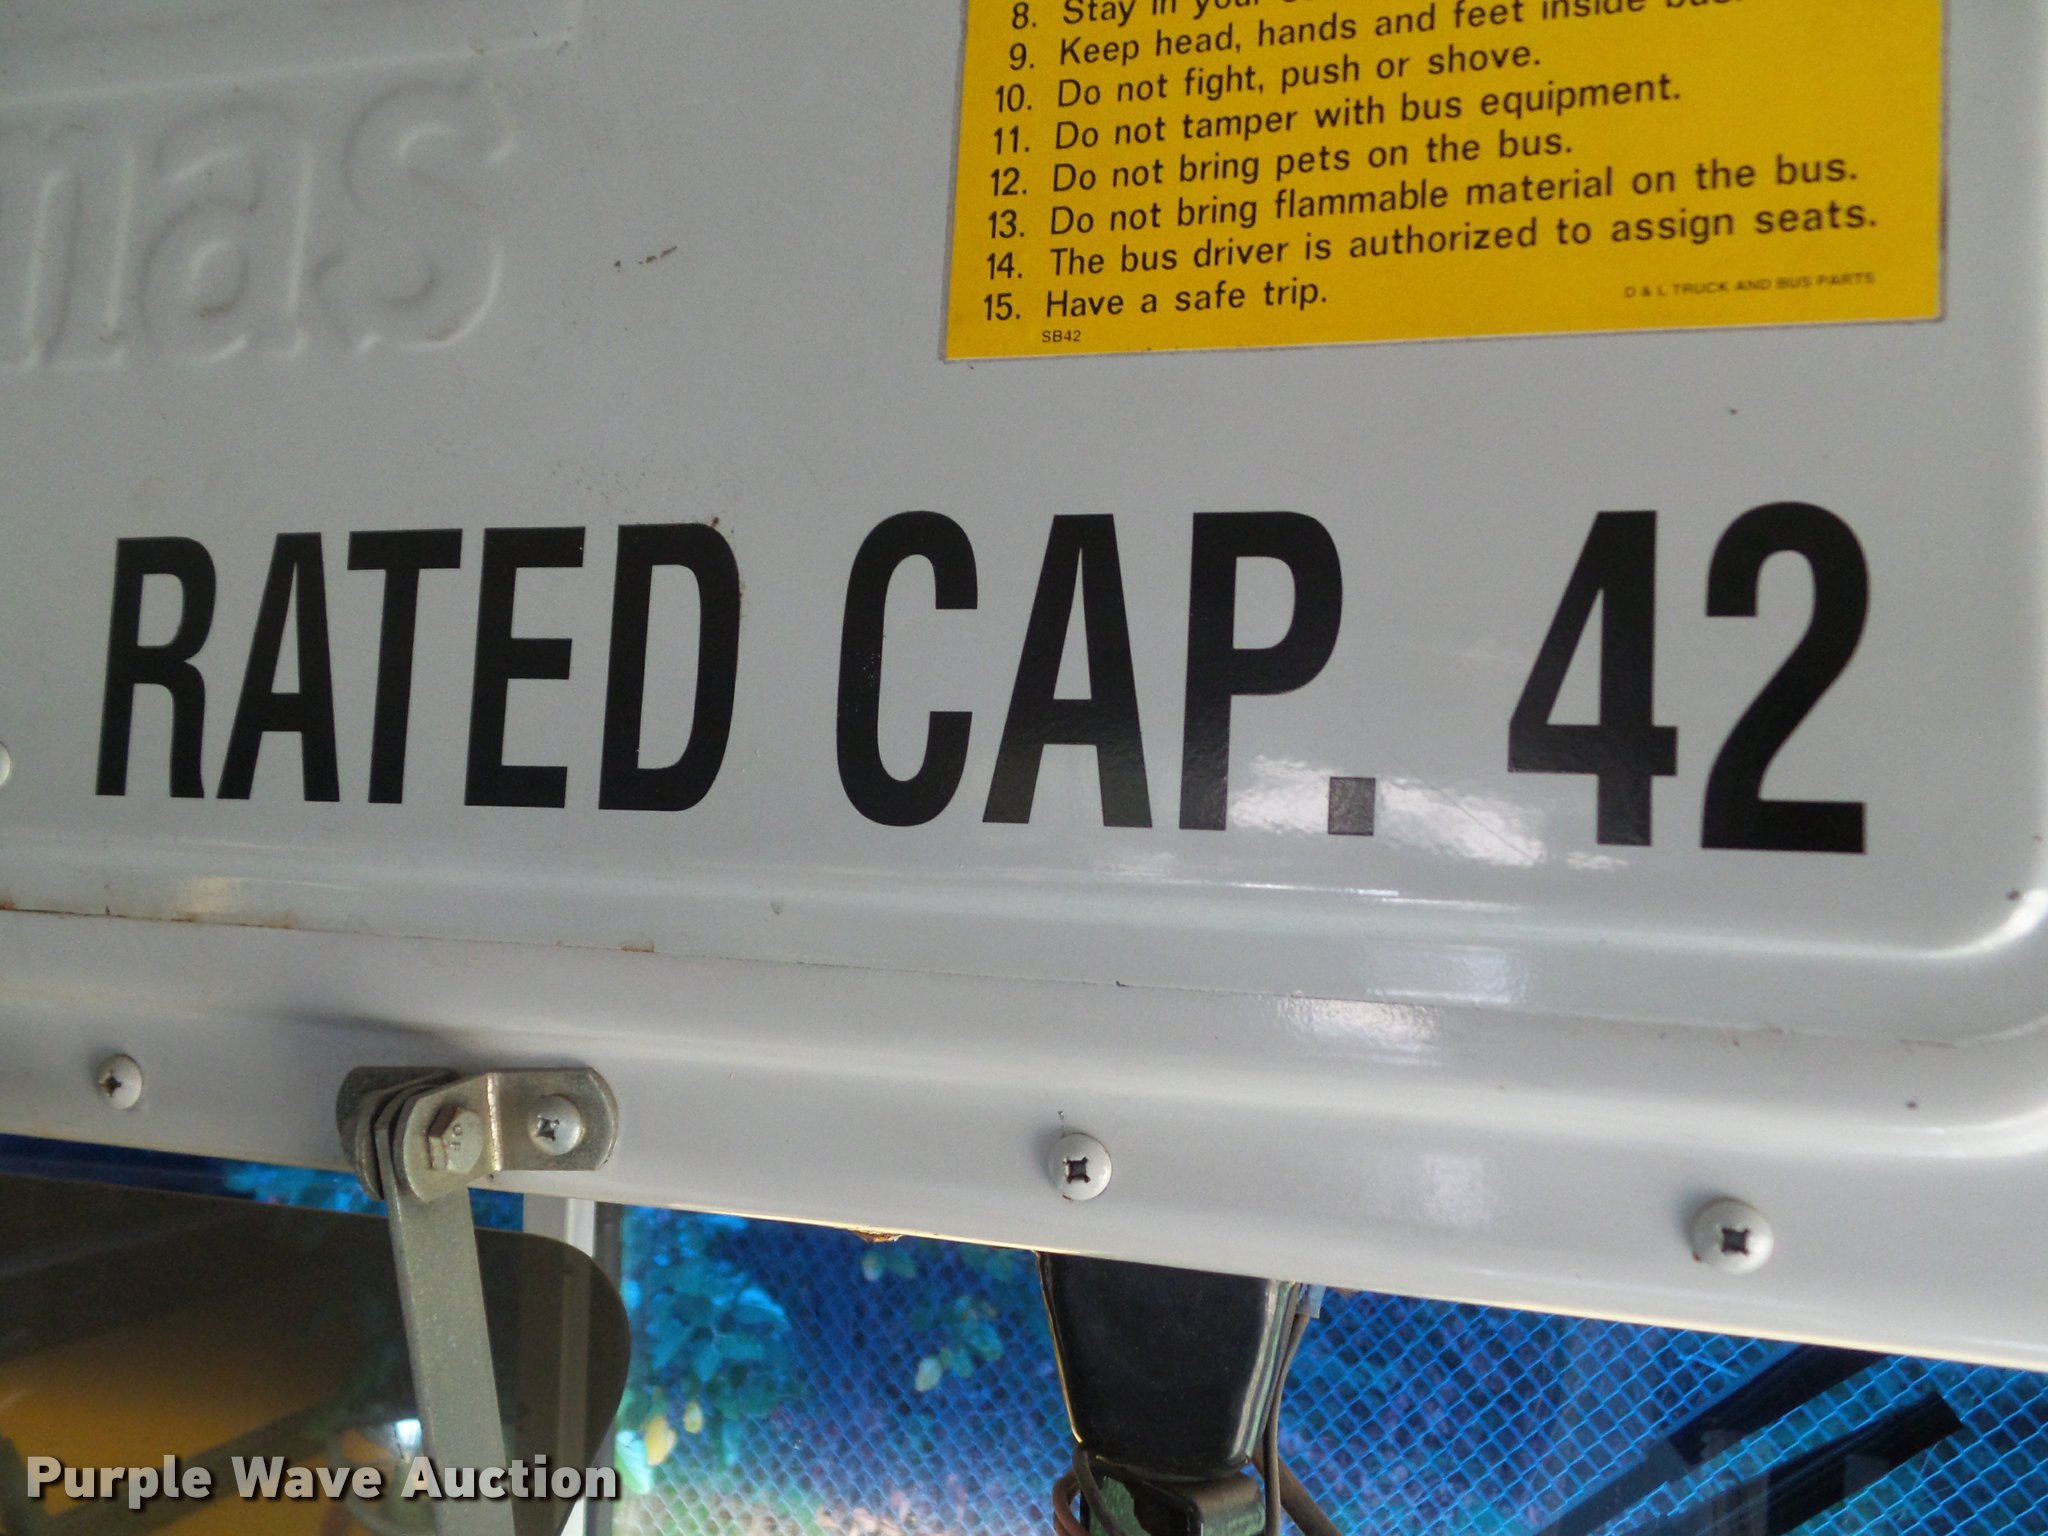 8. Stay in your
9. Keep head, hands and feet inside bus.
10. Do not fight, push or shove.
11. Do not tamper with bus equipment.
12. Do not bring pets on the bus.
13. Do not bring flammable material on the bus.
14. The bus driver is authorized to assign seats.
15. Have a safe trip.
D & L TRUCK AND BUS PARTS
SB42
mas
RATED CAP. 42
Purple Wave Auction